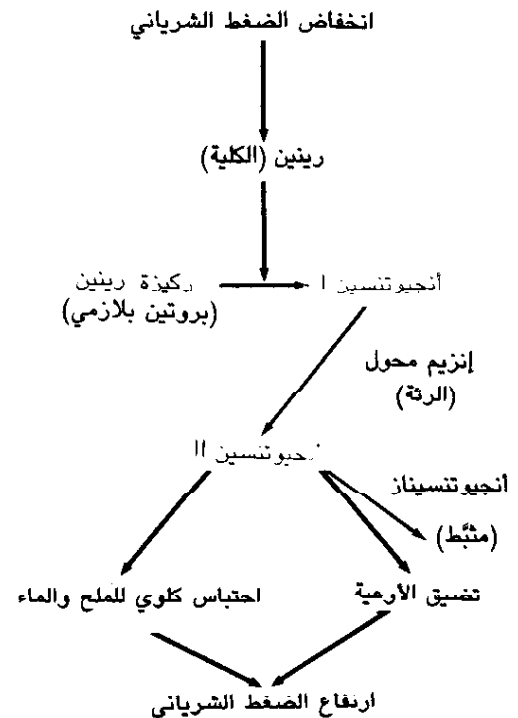 انخفاض الضغط الشرياني
رينين (الكلية)
ركيزة رينين
(بروتين بلازمي)
أنجيوتنسين I
إنزيم محول
(الرئة)
أنجيوتنسين II
أنجيوتنسيناز
(مثبَّط)
تضيق الأوعية
احتباس كلوي للملح والماء
ارتفاع الضغط الشرياني